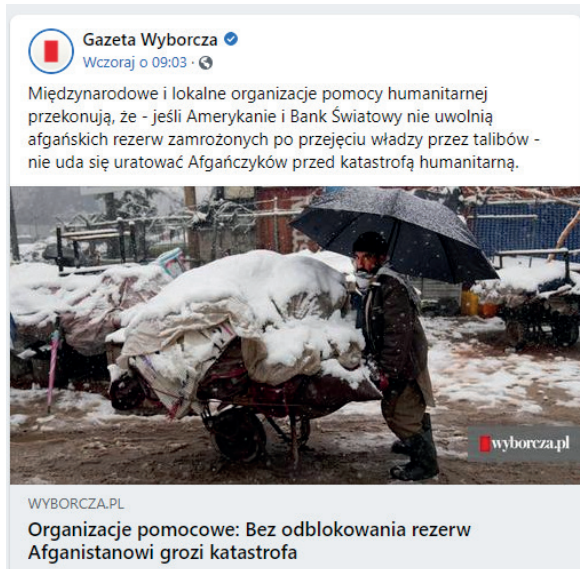 Gazeta Wyborcza
Wczoraj o 09:03 ·
Międzynarodowe i lokalne organizacje pomocy humanitarnej
przekonują, że - jeśli Amerykanie i Bank Światowy nie uwolnią
afgańskich rezerw zamrożonych po przejęciu władzy przez talibów -
nie uda się uratować Afgańczyków przed katastrofą humanitarną.
wyborcza.pl
WYBORCZA.PL
Organizacje pomocowe: Bez odblokowania rezerw
Afganistanowi grozi katastrofa